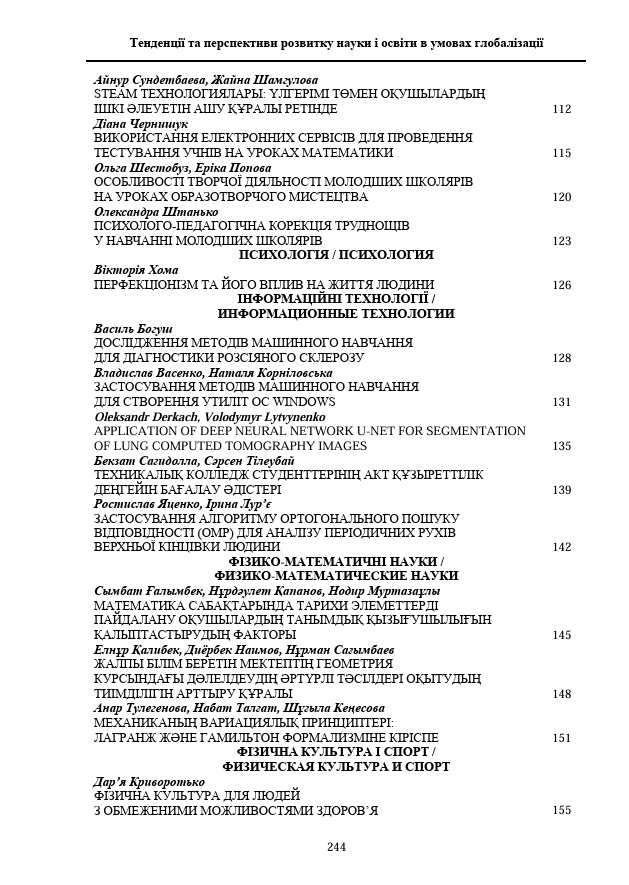 Тенденції та перспективи розвитку науки і освіти в умовах глобалізації
Айнур Сундетбаева, Жайна Шамгулова
STEAM ТЕХНОЛОГИЯЛАРЫ: ҮЛГЕРІМІ ТӨМЕН ОҚУШЫЛАРДЫҢ
ІШКІ ӘЛЕУЕТІН АШУ ҚҰРАЛЫ РЕТІНДЕ 112
Діана Чернишук
ВИКОРИСТАННЯ ЕЛЕКТРОННИХ СЕРВІСІВ ДЛЯ ПРОВЕДЕННЯ
ТЕСТУВАННЯ УЧНІВ НА УРОКАХ МАТЕМАТИКИ 115
Ольга Шестобуз, Еріка Попова
ОСОБЛИВОСТІ ТВОРЧОЇ ДІЯЛЬНОСТІ МОЛОДШИХ ШКОЛЯРІВ
НА УРОКАХ ОБРАЗОТВОРЧОГО МИСТЕЦТВА 120
Олександра Штанько
ПСИХОЛОГО-ПЕДАГОГІЧНА КОРЕКЦІЯ ТРУДНОЩІВ
У НАВЧАННІ МОЛОДШИХ ШКОЛЯРІВ 123
ПСИХОЛОГІЯ / ПСИХОЛОГИЯ
Вікторія Хома
ПЕРФЕКЦІОНІЗМ ТА ЙОГО ВПЛИВ НА ЖИТТЯ ЛЮДИНИ 126
ІНФОРМАЦІЙНІ ТЕХНОЛОГІЇ /
ИНФОРМАЦИОННЫЕ ТЕХНОЛОГИИ
Василь Богуш
ДОСЛІДЖЕННЯ МЕТОДІВ МАШИННОГО НАВЧАННЯ
ДЛЯ ДІАГНОСТИКИ РОЗСІЯНОГО СКЛЕРОЗУ 128
Владислав Васенко, Наталя Корніловська
ЗАСТОСУВАННЯ МЕТОДІВ МАШИННОГО НАВЧАННЯ
ДЛЯ СТВОРЕННЯ УТИЛІТ ОС WINDOWS 131
Oleksandr Derkach, Volodymyr Lytvynenko
APPLICATION OF DEEP NEURAL NETWORK U-NET FOR SEGMENTATION
OF LUNG COMPUTED TOMOGRAPHY IMAGES 135
Бекзат Сагидолла, Сәрсен Тілеубай
ТЕХНИКАЛЫҚ КОЛЛЕДЖ СТУДЕНТТЕРІНІҢ АКТ ҚҰЗЫРЕТТІЛІК
ДЕҢГЕЙІН БАҒАЛАУ ӘДІСТЕРІ 139
Ростислав Яценко, Ірина Лур’є
ЗАСТОСУВАННЯ АЛГОРИТМУ ОРТОГОНАЛЬНОГО ПОШУКУ
ВІДПОВІДНОСТІ (OMP) ДЛЯ АНАЛІЗУ ПЕРІОДИЧНИХ РУХІВ
ВЕРХНЬОЇ КІНЦІВКИ ЛЮДИНИ 142
ФІЗИКО-МАТЕМАТИЧНІ НАУКИ /
ФИЗИКО-МАТЕМАТИЧЕСКИЕ НАУКИ
Сымбат Ғалымбек, Нұрдәулет Қапанов, Нодир Муртазаұлы
МАТЕМАТИКА САБАҚТАРЫНДА ТАРИХИ ЭЛЕМЕТТЕРДІ
ПАЙДАЛАНУ ОҚУШЫЛАРДЫҢ ТАНЫМДЫҚ ҚЫЗЫҒУШЫЛЫҒЫН
ҚАЛЫПТАСТЫРУДЫҢ ФАКТОРЫ 145
Елнұр Қалибек, Диёрбек Наимов, Нұрман Сағымбаев
ЖАЛПЫ БІЛІМ БЕРЕТІН МЕКТЕПТІҢ ГЕОМЕТРИЯ
КУРСЫНДАҒЫ ДӘЛЕЛДЕУДІҢ ӘРТҮРЛІ ТӘСІЛДЕРІ ОҚЫТУДЫҢ
ТИІМДІЛІГІН АРТТЫРУ ҚҰРАЛЫ 148
Анар Тулегенова, Набат Талгат, Шұғыла Кеңесова
МЕХАНИКАНЫҢ ВАРИАЦИЯЛЫҚ ПРИНЦИПТЕРІ:
ЛАГРАНЖ ЖӘНЕ ГАМИЛЬТОН ФОРМАЛИЗМІНЕ КІРІСПЕ 151
ФІЗИЧНА КУЛЬТУРА І СПОРТ /
ФИЗИЧЕСКАЯ КУЛЬТУРА И СПОРТ
Дар’я Криворотько
ФІЗИЧНА КУЛЬТУРА ДЛЯ ЛЮДЕЙ
З ОБМЕЖЕНИМИ МОЖЛИВОСТЯМИ ЗДОРОВ’Я 155
244